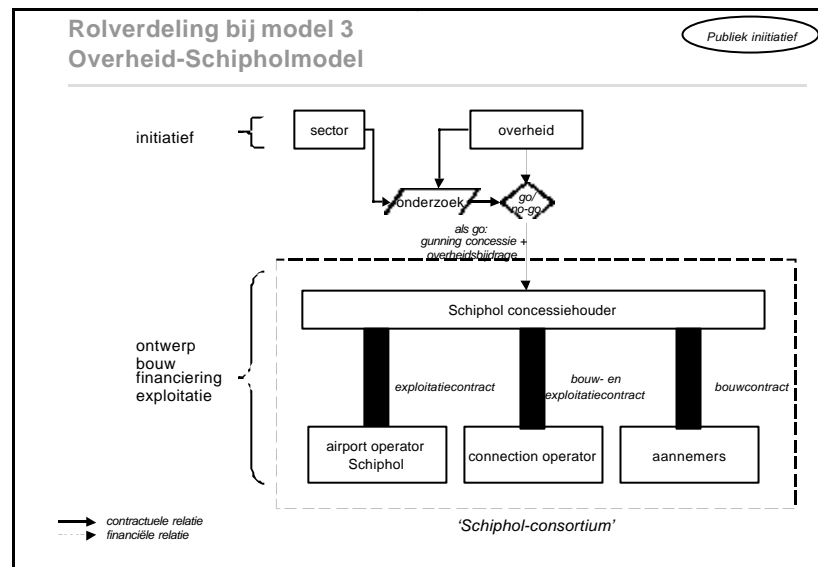 Rolverdeling bij model 3
Overheid-Schipholmodel
Publiek iniitiatief
initiatief
sector
overheid
onderzoek
go/
no-go
als go:
gunning concessie +
overheidsbijdrage
Schiphol concessiehouder
ontwerp
bouw
financiering
exploitatie
exploitatiecontract
bouw- en
exploitatiecontract
bouwcontract
airport operator
Schiphol
connection operator
aannemers
contractuele relatie
financiële relatie
'Schiphol-consortium'